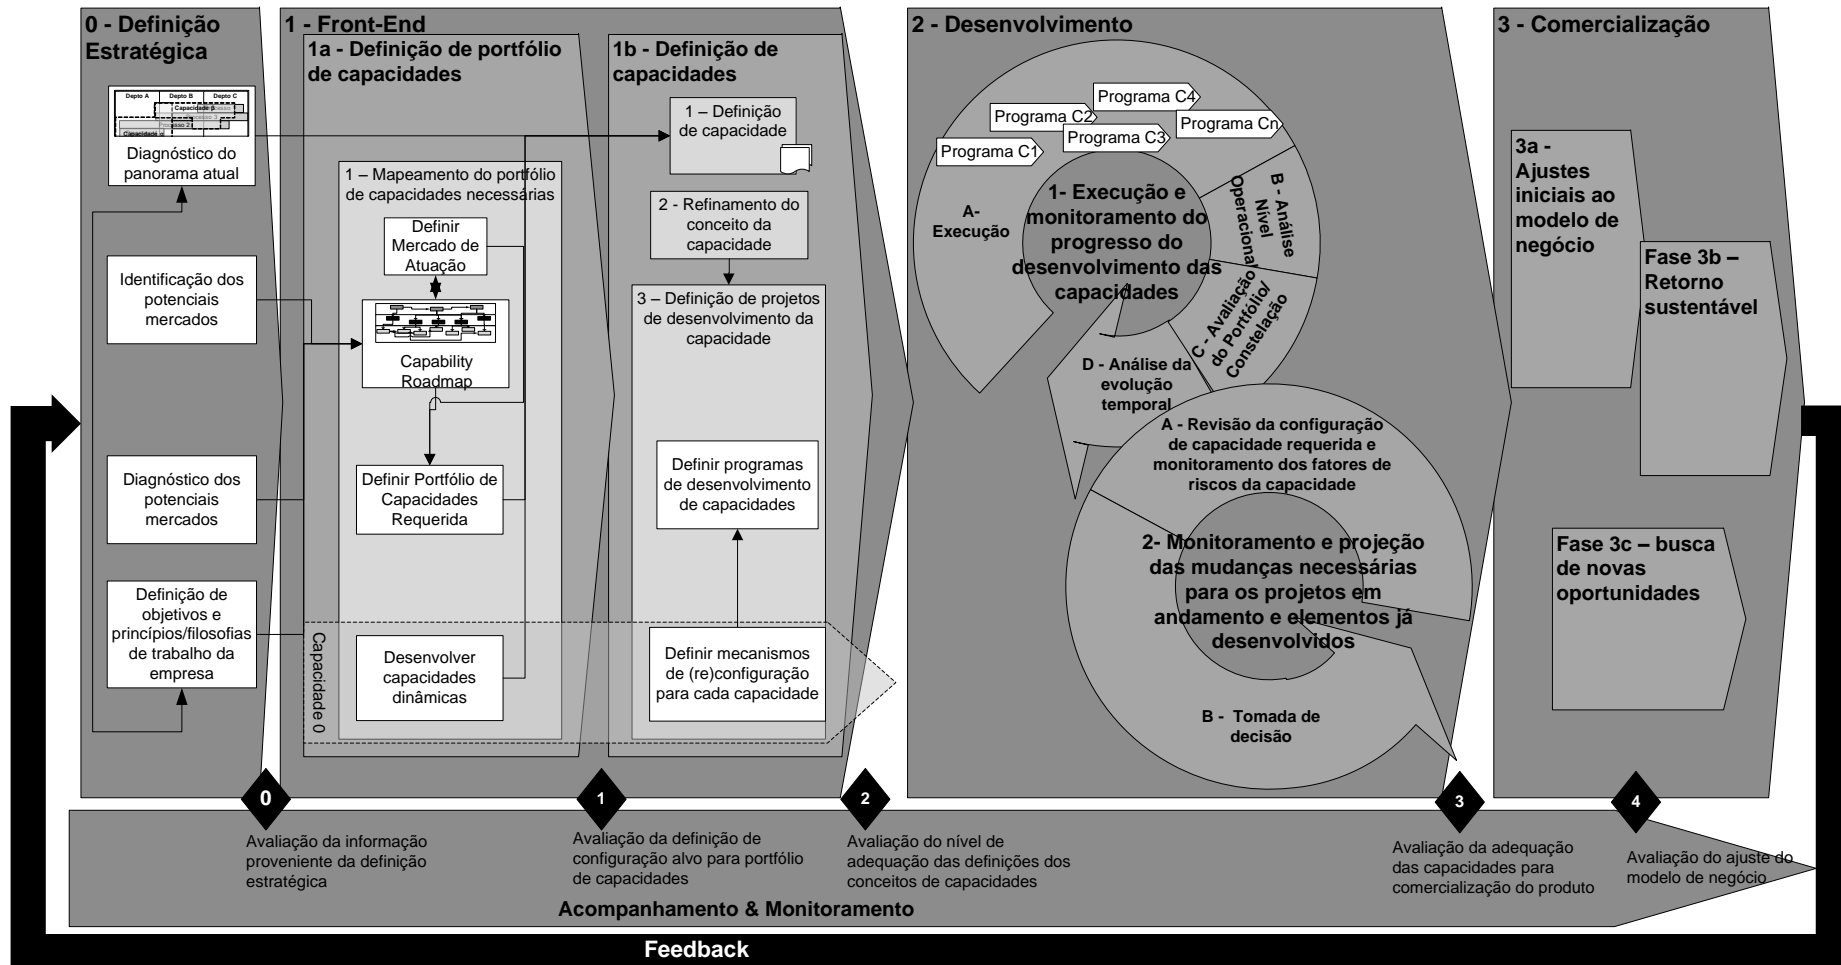 0 - Definição
Estratégica
Depto A
Depto B
Depto C
Capacidade β
Capacidade α
Diagnóstico do
panorama atual
Identificação dos
potenciais
mercados
Diagnóstico dos
potenciais
mercados
Definição de
objetivos e
princípios/filosofias
de trabalho da
empresa
1 - Front-End
1a - Definição de portfólio
de capacidades
1 – Mapeamento do portfólio
de capacidades necessárias
Definir
Mercado de
Atuação
Capability
Roadmap
Definir Portfólio de
Capacidades
Requerida
Desenvolver
capacidades
dinâmicas
Capacidade 0
1b - Definição de
capacidades
1 – Definição
de capacidade
2 - Refinamento do
conceito da
capacidade
3 – Definição de projetos
de desenvolvimento da
capacidade
Definir programas
de desenvolvimento
de capacidades
Definir mecanismos
de (re)configuração
para cada capacidade
2 - Desenvolvimento
Programa C4
Programa C2
Programa Cn
Programa C3
Programa C1
A-
Execução
1- Execução e
monitoramento do
progresso do
desenvolvimento das
capacidades
B - Análise
Nível
Operacional
C - Avaliação
do Portfólio/
Constelação
D - Análise da
evolução
temporal
A - Revisão da configuração
de capacidade requerida e
monitoramento dos fatores de
riscos da capacidade
2- Monitoramento e projeção
das mudanças necessárias
para os projetos em
andamento e elementos já
desenvolvidos
B - Tomada de
decisão
3 - Comercialização
3a -
Ajustes
iniciais ao
modelo de
negócio
Fase 3b –
Retorno
sustentável
Fase 3c – busca
de novas
oportunidades
0
1
2
3
4
Avaliação da informação
proveniente da definição
estratégica
Avaliação da definição de
configuração alvo para portfólio
de capacidades
Avaliação do nível de
adequação das definições dos
conceitos de capacidades
Avaliação da adequação
das capacidades para
comercialização do produto
Avaliação do ajuste do
modelo de negócio
Acompanhamento & Monitoramento
Feedback